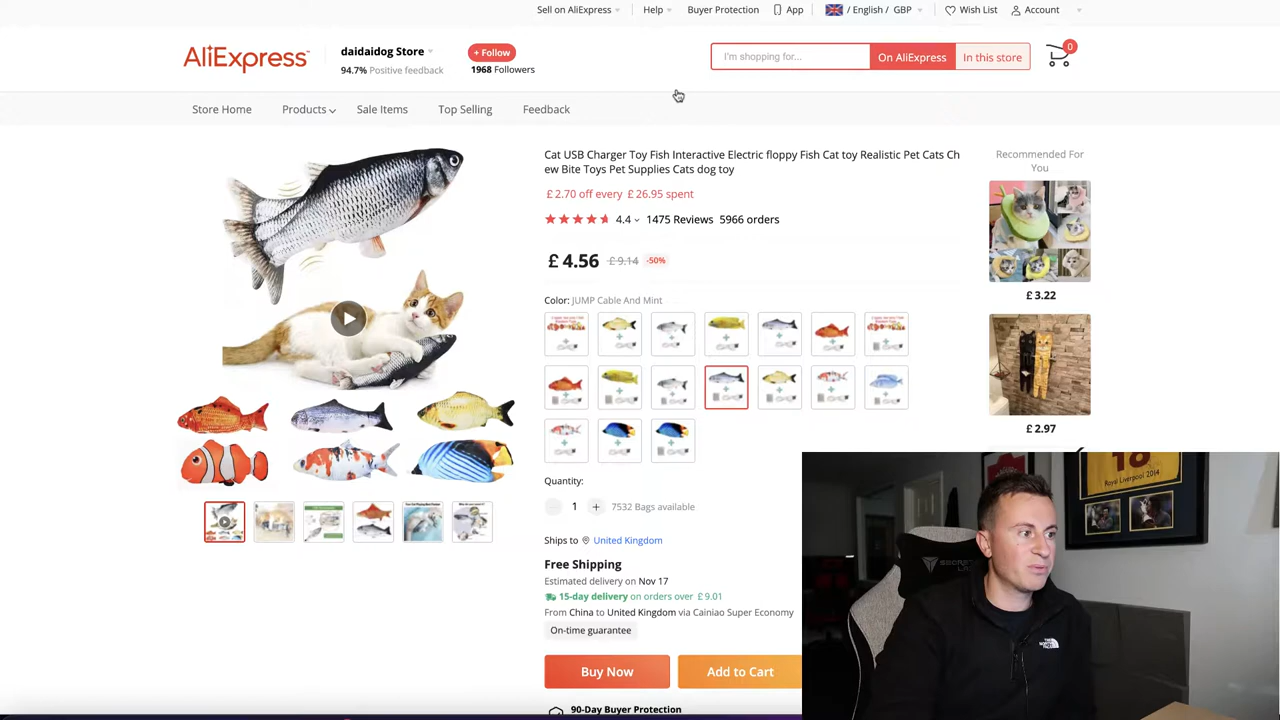 Sell on AliExpress
Help
Buyer Protection
App
/ English / GBP
Wish List
Account
AliExpress
daidaidog Store
94.7% Positive feedback
+ Follow
1968 Followers
I'm shopping for...
On AliExpress
In this store
0
Store Home
Products
Sale Items
Top Selling
Feedback
Cat USB Charger Toy Fish Interactive Electric floppy Fish Cat toy Realistic Pet Cats Ch
ew Bite Toys Pet Supplies Cats dog toy
£ 2.70 off every £ 26.95 spent
4.4
1475 Reviews
5966 orders
£ 4.56
£ 9.14
-50%
Color: JUMP Cable And Mint
Quantity:
1
7532 Bags available
Ships to
United Kingdom
Free Shipping
Estimated delivery on Nov 17
15-day delivery on orders over £ 9.01
From China to United Kingdom via Cainiao Super Economy
On-time guarantee
Buy Now
Add to Cart
90-Day Buyer Protection
Recommended For
You
£ 3.22
£ 2.97
18
Royal Liverpool 2014
THE
NORTH
FACE